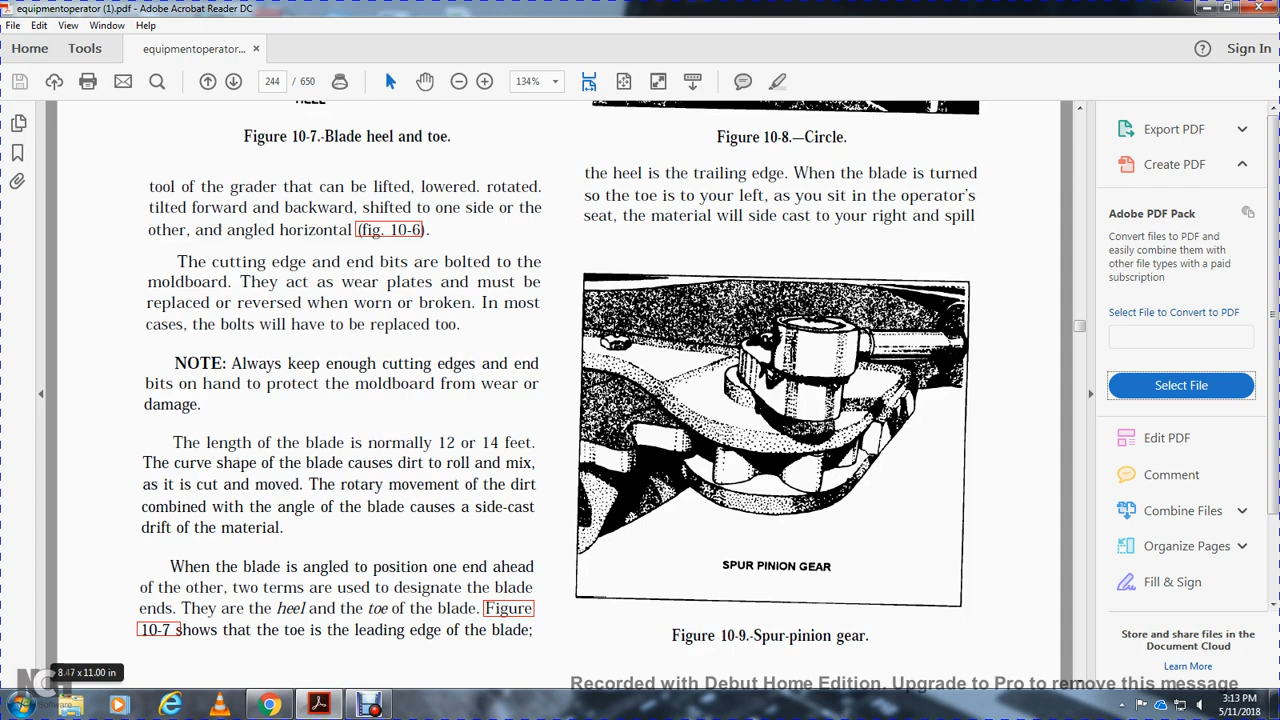 equipmentoperator (1).pdf - Adobe Acrobat Reader DC
File Edit View Window Help
Home Tools equipmentoperator... × Sign In
244 / 650 134%
HEEL
Figure 10-7.-Blade heel and toe.
tool of the grader that can be lifted, lowered. rotated.
tilted forward and backward, shifted to one side or the
other, and angled horizontal (fig. 10-6).
The cutting edge and end bits are bolted to the
moldboard. They act as wear plates and must be
replaced or reversed when worn or broken. In most
cases, the bolts will have to be replaced too.
NOTE: Always keep enough cutting edges and end
bits on hand to protect the moldboard from wear or
damage.
The length of the blade is normally 12 or 14 feet.
The curve shape of the blade causes dirt to roll and mix,
as it is cut and moved. The rotary movement of the dirt
combined with the angle of the blade causes a side-cast
drift of the material.
When the blade is angled to position one end ahead
of the other, two terms are used to designate the blade
ends. They are the heel and the toe of the blade. Figure
10-7 shows that the toe is the leading edge of the blade;
Figure 10-8.—Circle.
the heel is the trailing edge. When the blade is turned
so the toe is to your left, as you sit in the operator's
seat, the material will side cast to your right and spill
SPUR PINION GEAR
Figure 10-9.-Spur-pinion gear.
Export PDF
Create PDF
Adobe PDF Pack
Convert files to PDF and
easily combine them with
other file types with a paid
subscription
Select File to Convert to PDF
Select File
Edit PDF
Comment
Combine Files
Organize Pages
Fill & Sign
Store and share files in the
Document Cloud
Learn More
8.47 x 11.00 in
NCH
Software
Recorded with Debut Home Edition. Upgrade to Pro to remove this message
3:13 PM
5/11/2018